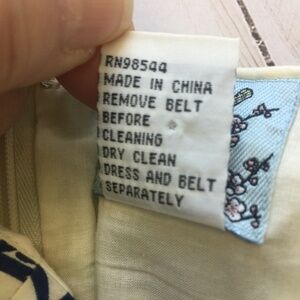 RN98544
MADE IN CHINA
REMOVE BELT
BEFORE
CLEANING
DRY CLEAN
DRESS AND BELT
SEPARATELY